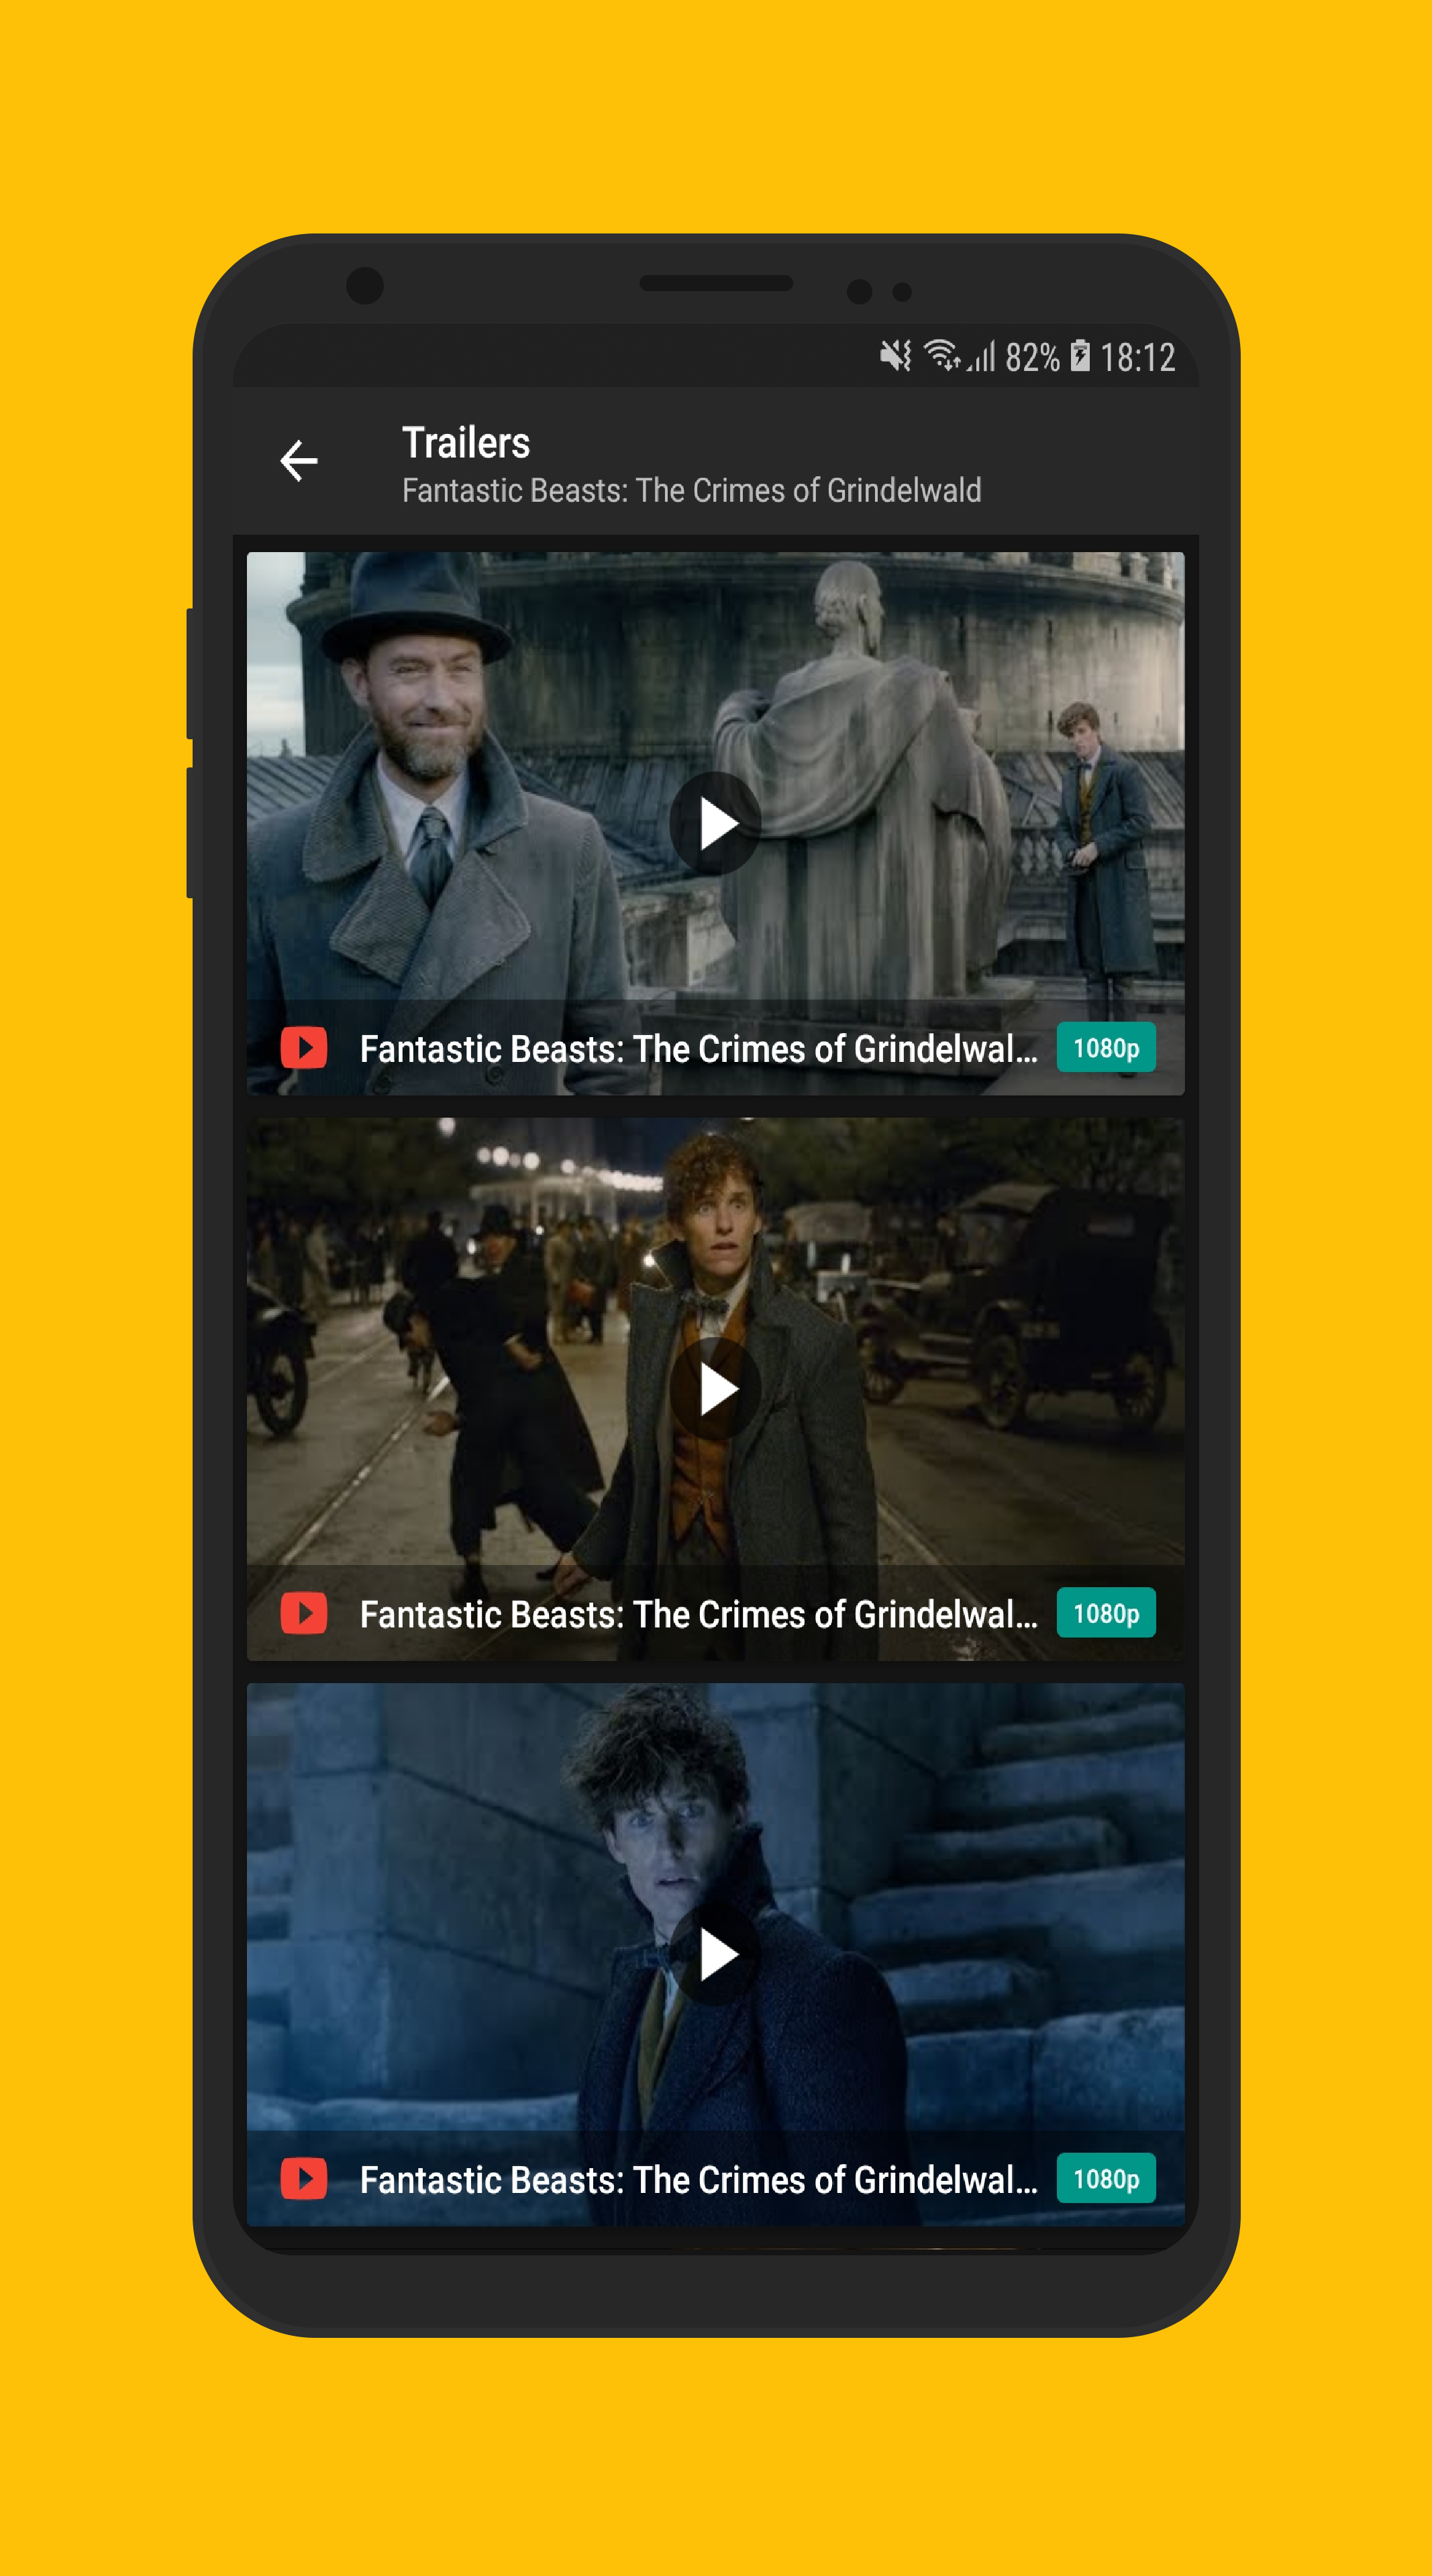 82% 18:12
Trailers
Fantastic Beasts: The Crimes of Grindelwald
Fantastic Beasts: The Crimes of Grindelwal... 1080p
Fantastic Beasts: The Crimes of Grindelwal... 1080p
Fantastic Beasts: The Crimes of Grindelwal... 1080p